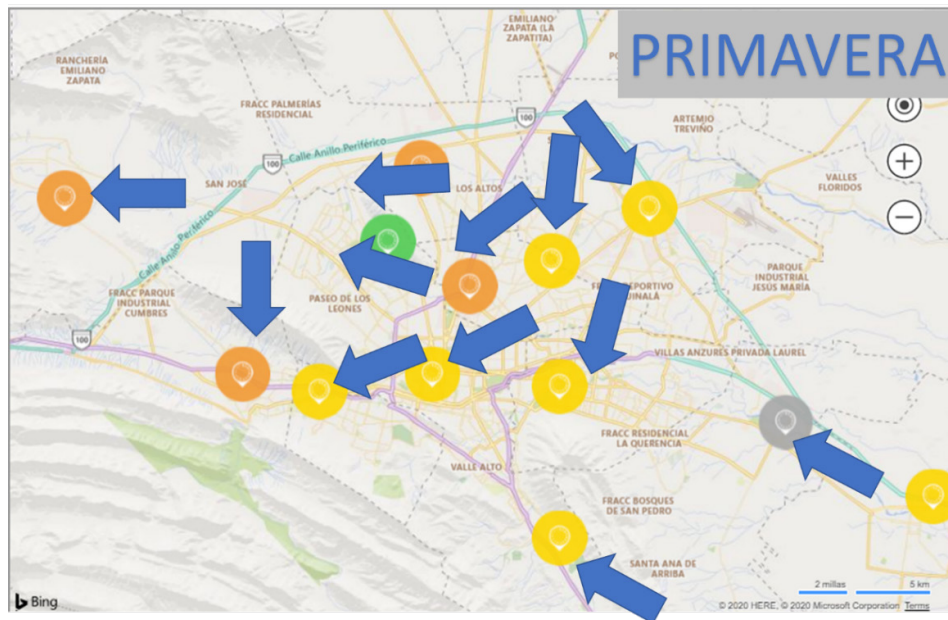 EMILIANO
ZAPATA (LA
ZAPATITA)
PRIMAVERA
RANCHERÍA
EMILIANO
ZAPATA
FRACC PALMERÍAS
RESIDENCIAL
100
ARTEMIO
TREVIÑO
Calle Anillo Periférico
100
SAN JOSE
LOS ALTOS
VALLES
FLORIDOS
Calle Anillo Periférico
PARQUE
INDUSTRIAL
JESÚS MARÍA
FRACC PARQUE
INDUSTRIAL
CUMBRES
PASEO DE LOS
LEONES
100
VILLAS ANZURES PRIVADA LAUREL
FRACC RESIDENCIAL
LA QUERENCIA
VALLE ALTO
FRACC BOSQUES
DE SAN PEDRO
SANTA ANA DE
ARRIBA
2 millas
5 km
Bing
© 2020 HERE, © 2020 Microsoft Corporation Terms